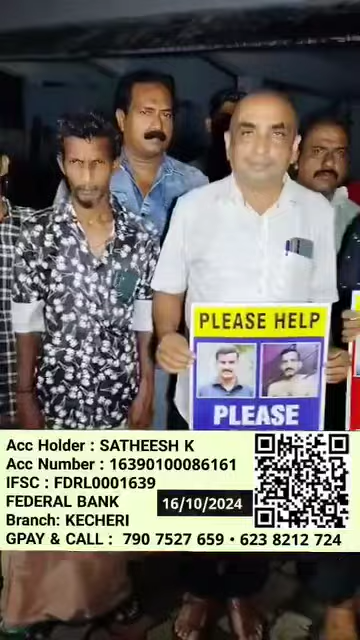 PLEASE HELP
PLEASE
Acc Holder : SATHEESH K
Acc Number : 16390100086161
IFSC : FDRL0001639
FEDERAL BANK
16/10/2024
Branch: KECHERI
GPAY & CALL : 790 7527 659 • 623 8212 724